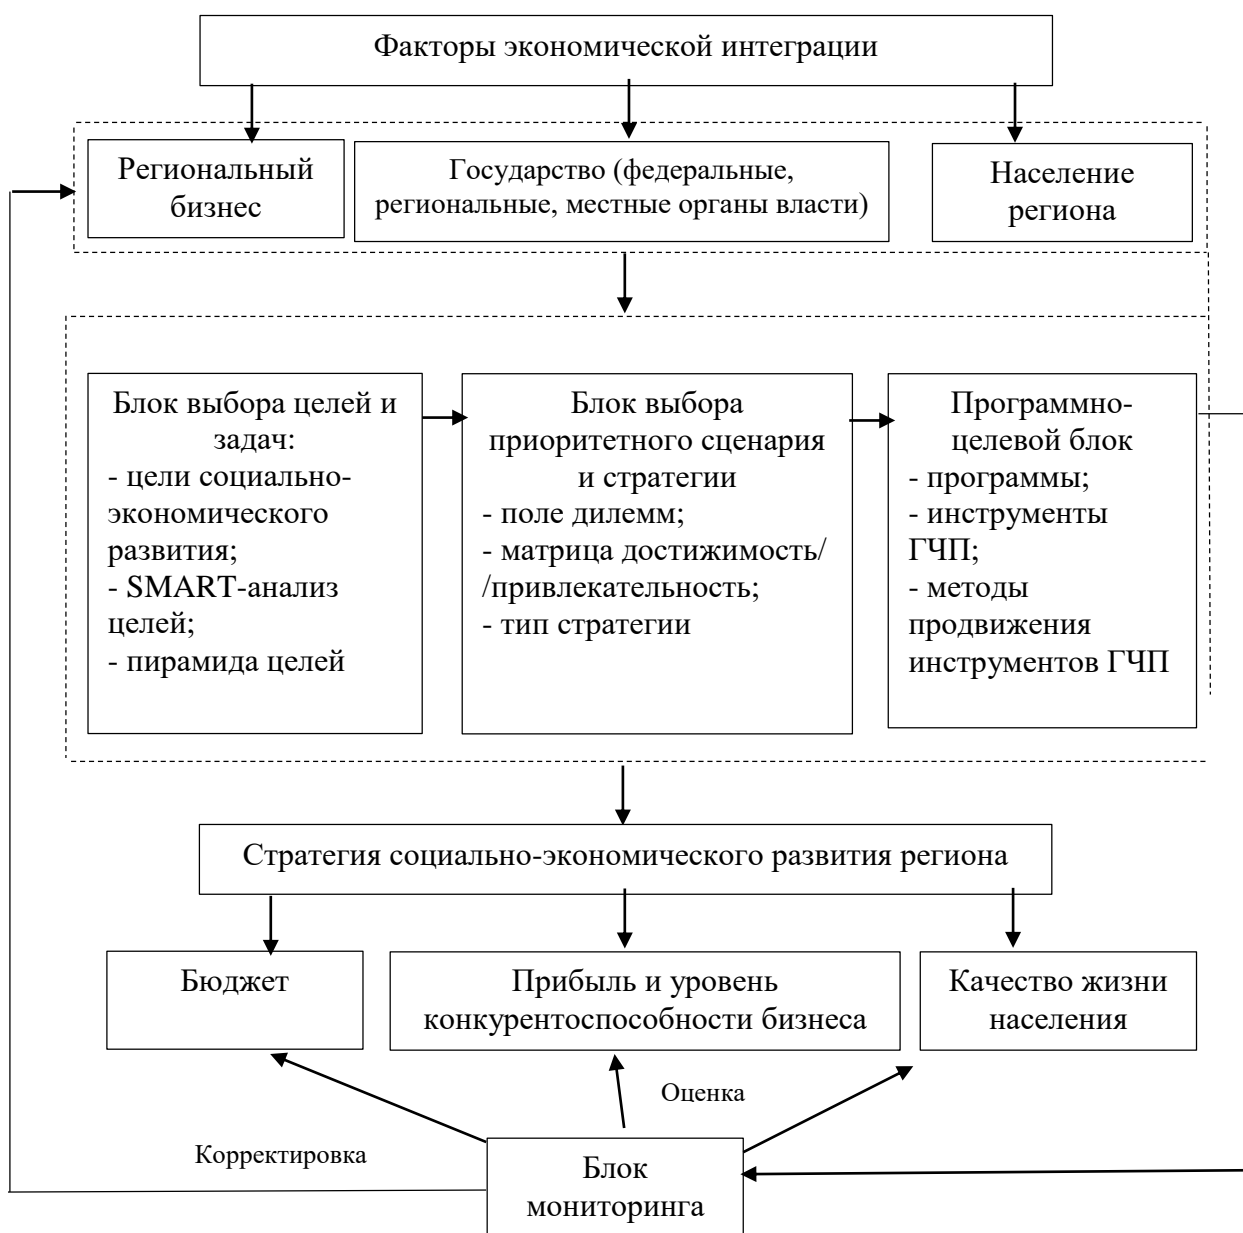 Факторы экономической интеграции
Региональный
бизнес
Государство (федеральные,
региональные, местные органы власти)
Население
региона
Блок выбора целей и
задач:
- цели социально-
экономического
развития;
- SMART-анализ
целей;
- пирамида целей
Блок выбора
приоритетного сценария
и стратегии
- поле дилемм;
- матрица достижимость/
/привлекательность;
- тип стратегии
Программно-
целевой блок
- программы;
- инструменты
ГЧП;
- методы
продвижения
инструментов ГЧП
Стратегия социально-экономического развития региона
Бюджет
Прибыль и уровень
конкурентоспособности бизнеса
Качество жизни
населения
Оценка
Корректировка
Блок
мониторинга